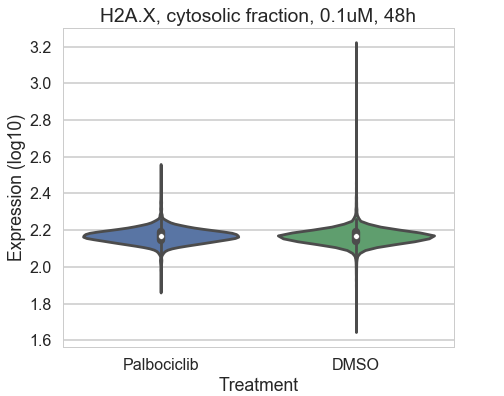 H2A.X, cytosolic fraction, 0.1uM, 48h
3.2
3.0
2.8
2.6
2.4
2.2
2.0
1.8
1.6
Expression (log10)
Palbociclib DMSO
Treatment